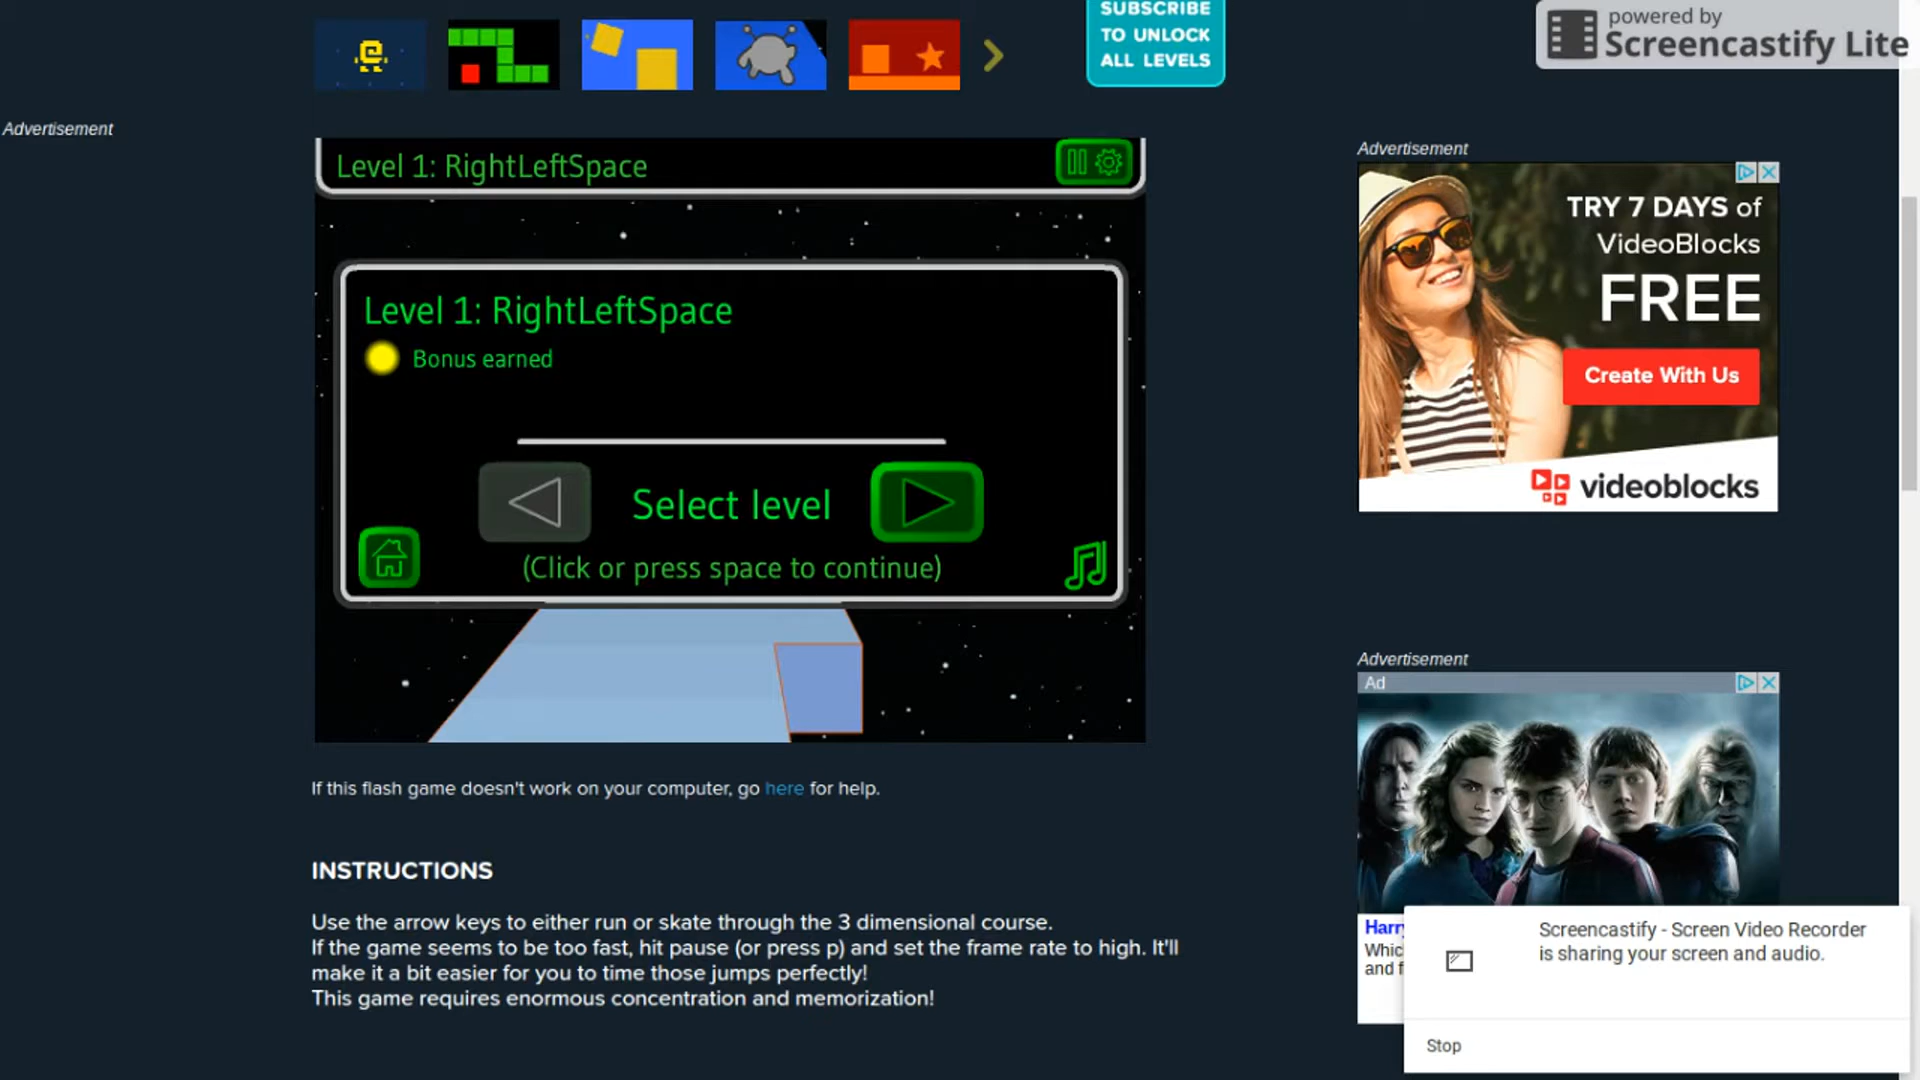 SUBSCRIBE
TO UNLOCK
ALL LEVELS
powered by
Screencastify Lite
Advertisement
Level 1: RightLeftSpace
Level 1: RightLeftSpace
Bonus earned
Select level
(Click or press space to continue)
Advertisement
TRY 7 DAYS of
VideoBlocks
FREE
Create With Us
videoblocks
If this flash game doesn't work on your computer, go here for help.
INSTRUCTIONS
Use the arrow keys to either run or skate through the 3 dimensional course.
If the game seems to be too fast, hit pause (or press p) and set the frame rate to high. It'll
make it a bit easier for you to time those jumps perfectly!
This game requires enormous concentration and memorization!
Advertisement
Ad
Harry
Whic
and f
Screencastify - Screen Video Recorder
is sharing your screen and audio.
Stop